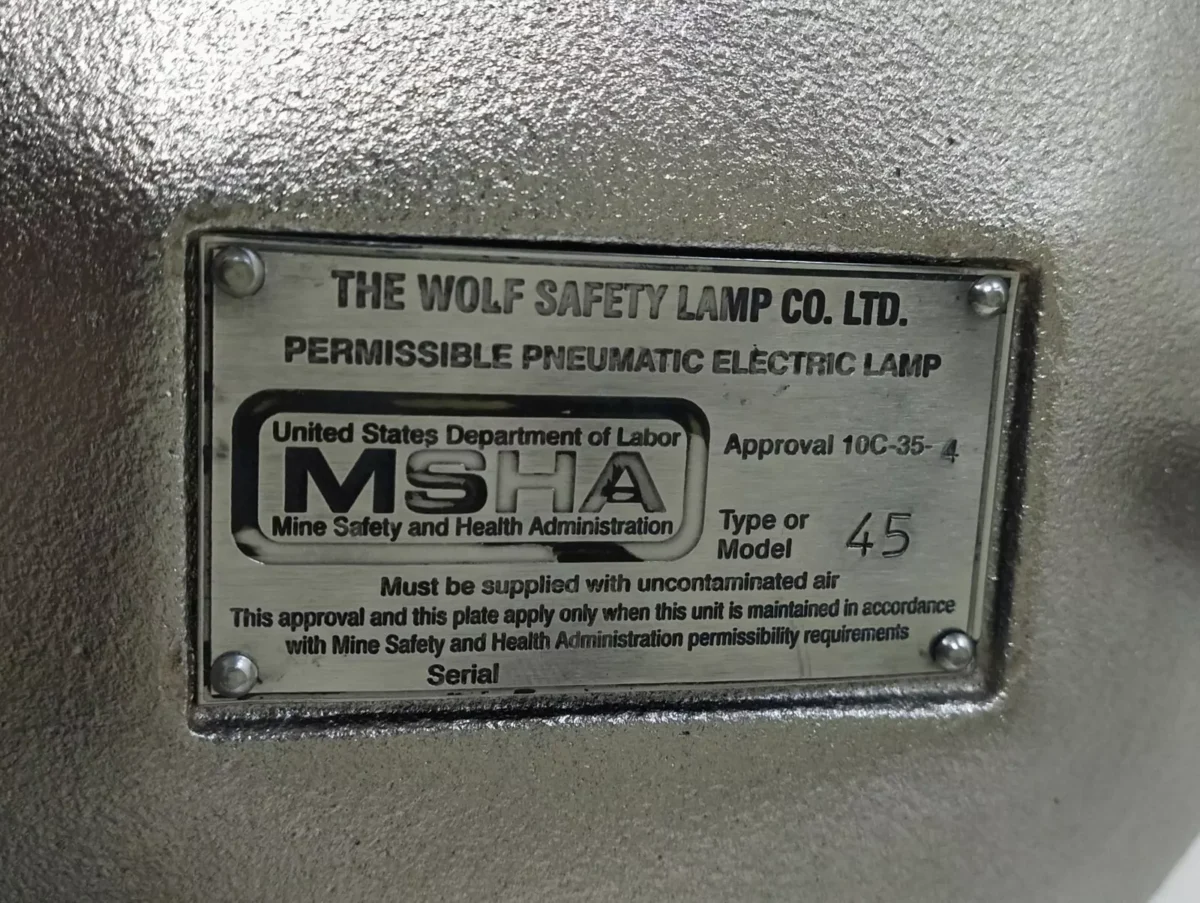 THE WOLF SAFETY LAMP CO. LTD.
PERMISSIBLE PNEUMATIC ELECTRIC LAMP
United States Department of Labor
MSHA
Mine Safety and Health Administration
Approval 10C-35-4
Type or
Model 45
Must be supplied with uncontaminated air
This approval and this plate apply only when this unit is maintained in accordance
with Mine Safety and Health Administration permissibility requirements
Serial